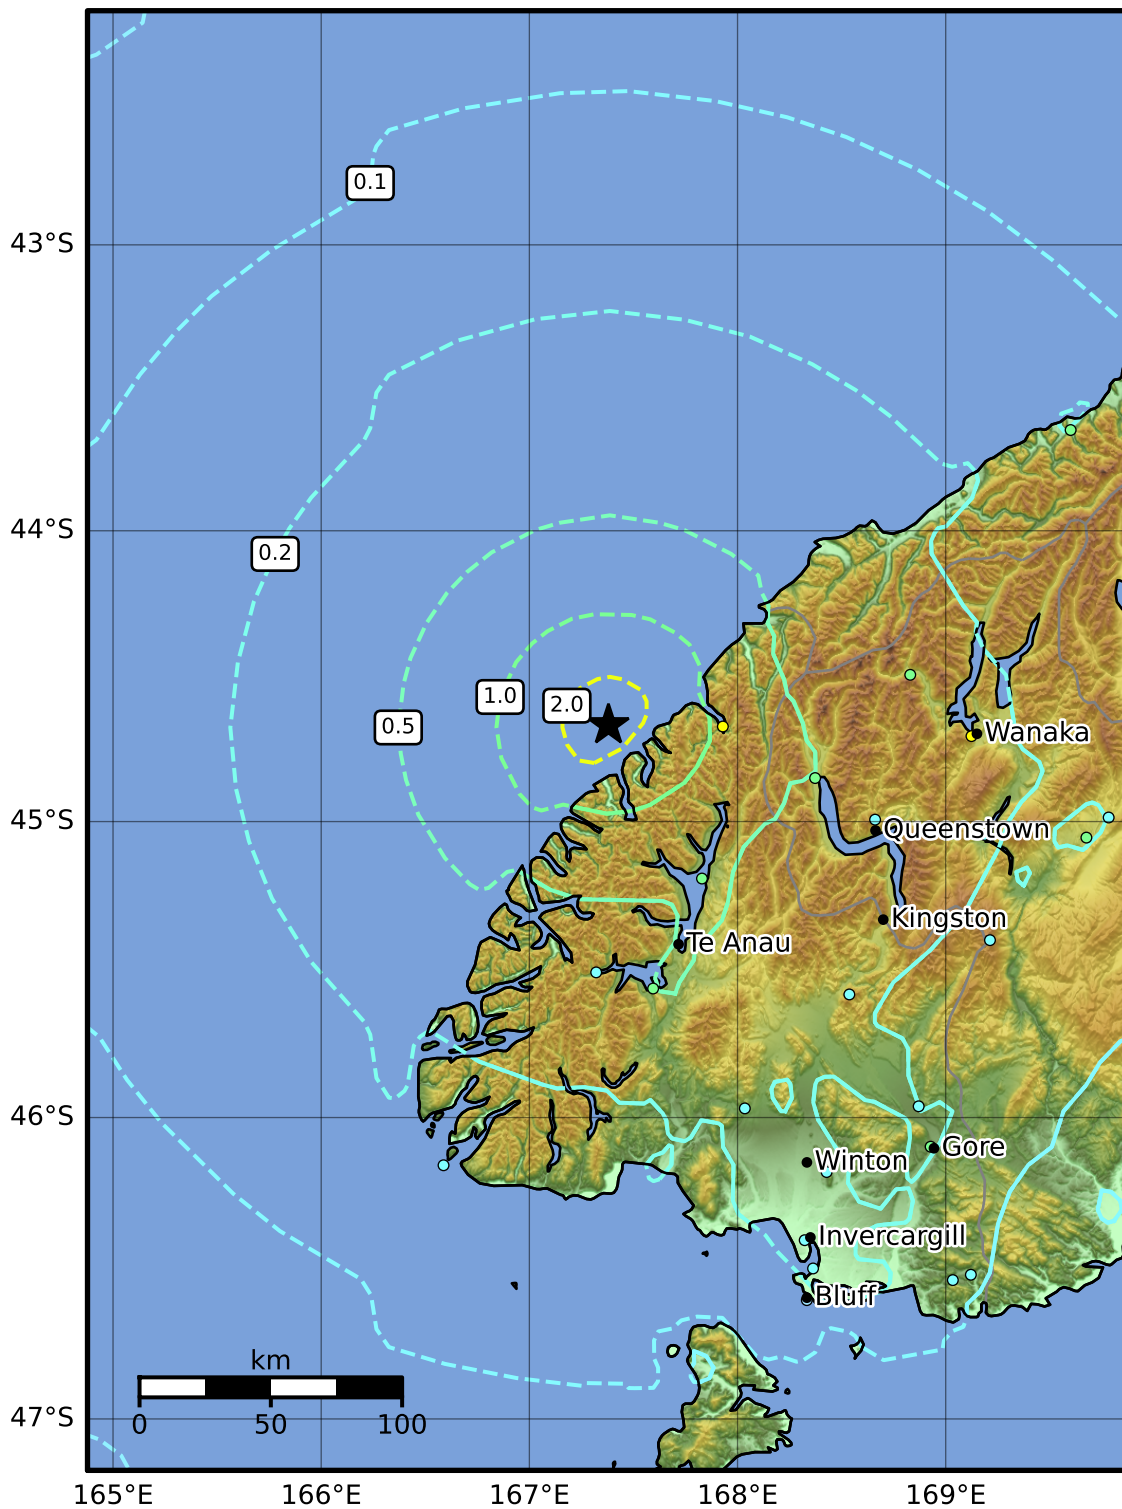 0.1
43°S
44°S
0.2
1.0
2.0
0.5
Wanaka
45°S
Queenstown
Kingston
Te Anau
46°S
Gore
Winton
Invercargill
Bluff
km
0 50 100
47°S
165°E 166°E 167°E 168°E 169°E